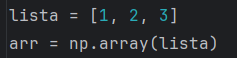 lista = [1, 2, 3]
arr = np.array(lista)